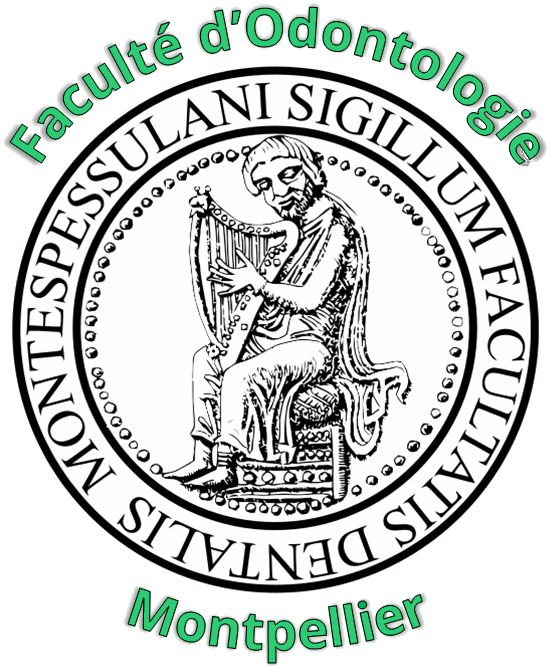 Faculté d'Odontologie
MONTESPESSULANI SIGILLUM FACULTATIS DENTALIS
Montpellier